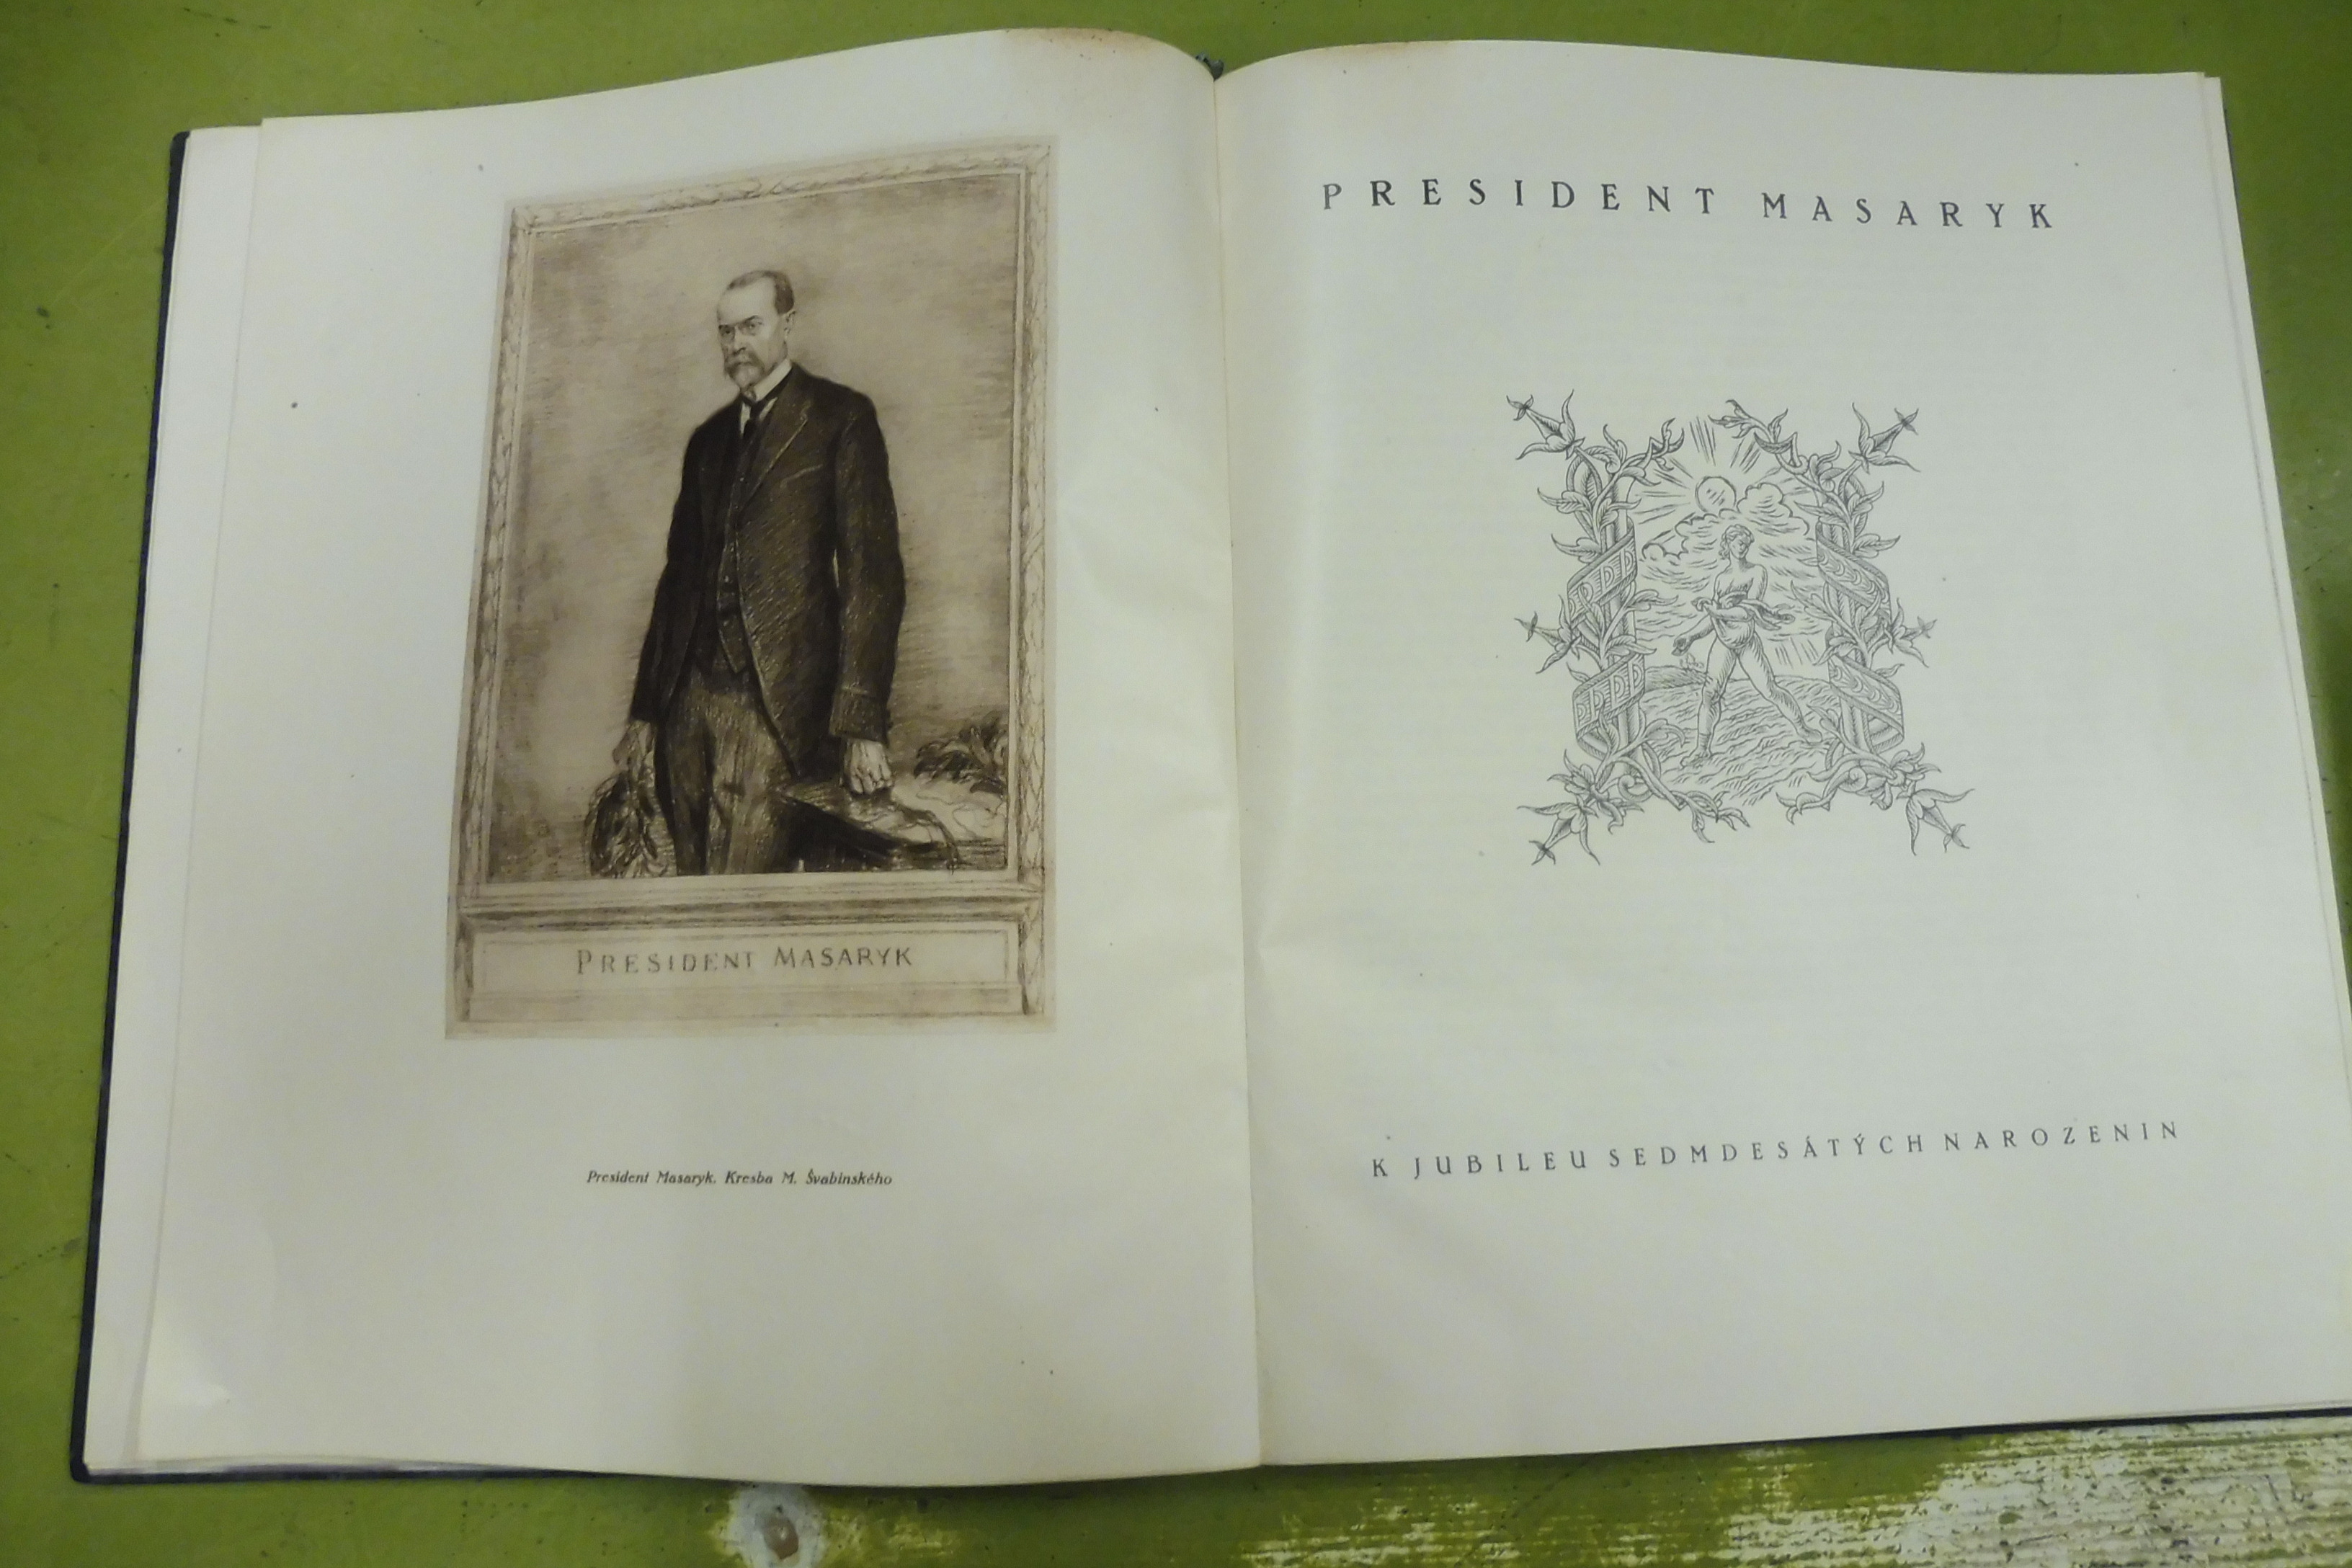 PRESIDENT MASARYK
President Masaryk. Kresba M. Švabinského
PRESIDENT MASARYK
K JUBILEU SEDMDESÁTÝCH NAROZENIN